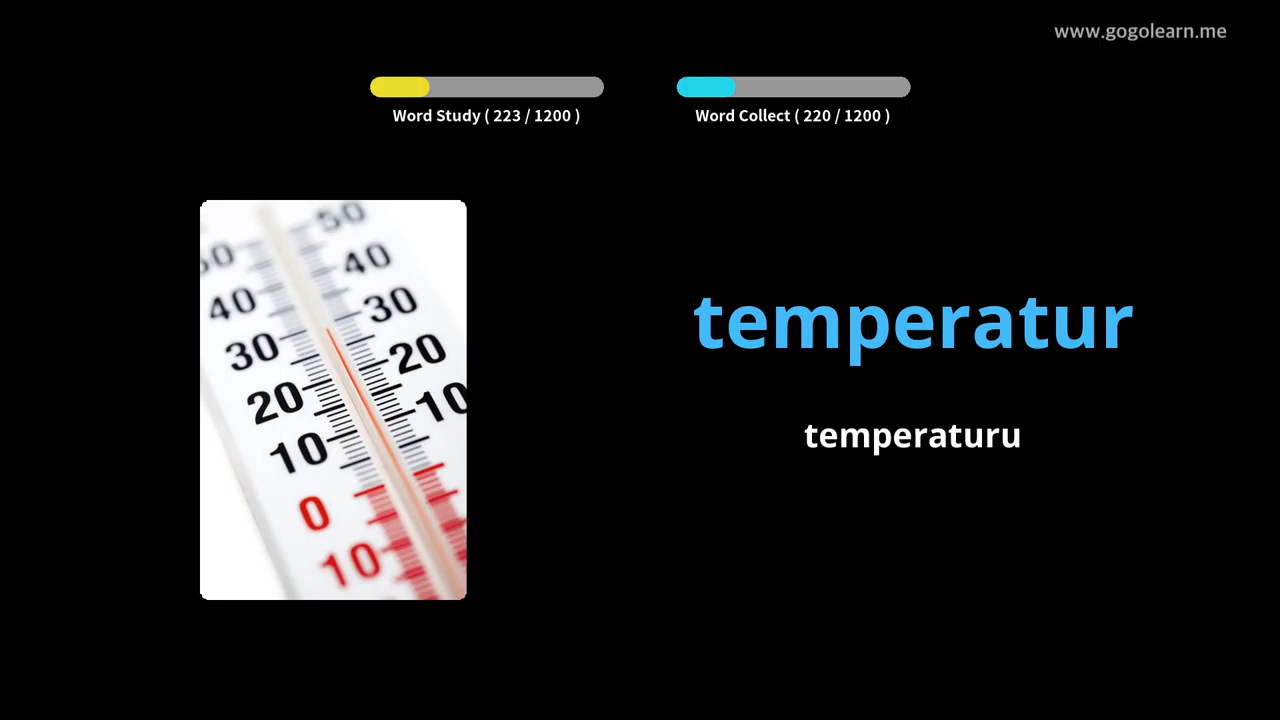 www.gogolearn.me
Word Study ( 223 / 1200 )
Word Collect ( 220 / 1200 )
50
50
40
40
30
30
20
20
10
10
0
10
temperatur
temperaturu